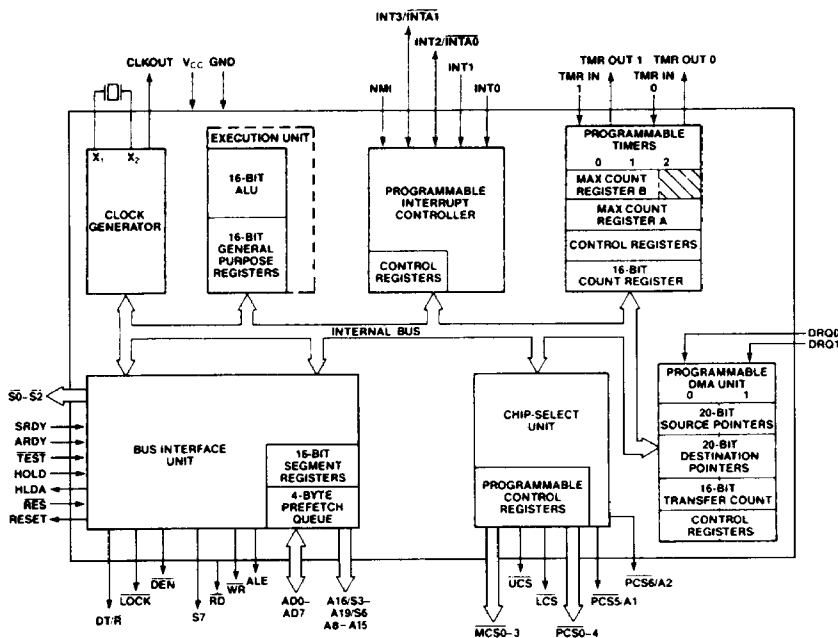 INT3/INTA1
INT2/INTA0
INT1
NMI
INT0
CLKOUT
VCC GND
TMR OUT 1
TMR OUT 0
TMR IN
1
TMR IN
0
X1
X2
CLOCK
GENERATOR
EXECUTION UNIT
16-BIT
ALU
16-BIT
GENERAL
PURPOSE
REGISTERS
PROGRAMMABLE
INTERRUPT
CONTROLLER
CONTROL
REGISTERS
PROGRAMMABLE
TIMERS
0 1 2
MAX COUNT
REGISTER B
MAX COUNT
REGISTER A
CONTROL REGISTERS
16-BIT
COUNT REGISTER
INTERNAL BUS
DRQ0
DRQ1
S0-S2
SRDY
ARDY
TEST
HOLD
HLDA
RES
RESET
BUS INTERFACE
UNIT
16-BIT
SEGMENT
REGISTERS
4-BYTE
PREFETCH
QUEUE
CHIP-SELECT
UNIT
PROGRAMMABLE
CONTROL
REGISTERS
PROGRAMMABLE
DMA UNIT
0 1
20-BIT
SOURCE POINTERS
20-BIT
DESTINATION
POINTERS
16-BIT
TRANSFER COUNT
CONTROL
REGISTERS
DT/R
LOCK
DEN
S7
RD
WR
ALE
AD0-
AD7
A16/S3-
A19/S6
A8-A15
MCS0-3
UCS
LCS
PCS0-4
PCS5/A1
PCS6/A2